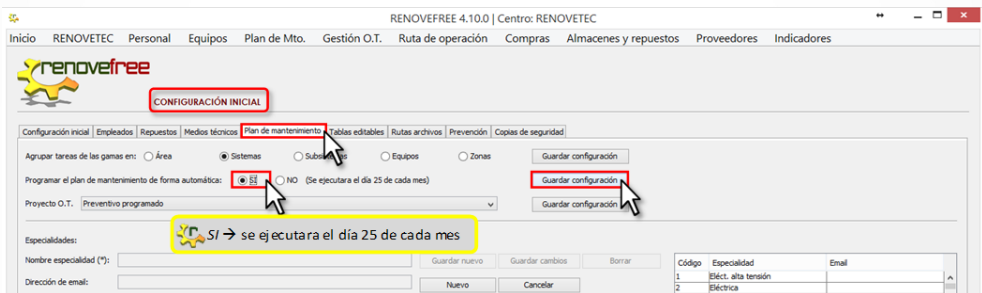 RENOVEFREE 4.10.0 | Centro: RENOVETEC
Inicio RENOVETEC Personal Equipos Plan de Mto. Gestión O.T. Ruta de operación Compras Almacenes y repuestos Proveedores Indicadores
renovefree
CONFIGURACIÓN INICIAL
Configuración inicial Empleados Repuestos Medios técnicos Plan de mantenimiento Tablas editables Rutas archivos Prevención Copias de seguridad
Agrupar tareas de las gamas en: Área Sistemas Equipos Zonas Guardar configuración
Programar el plan de mantenimiento de forma automática: SI NO (Se ejecutara el día 25 de cada mes) Guardar configuración
Proyecto O.T. Preventivo programado Guardar configuración
SI → se ejecutara el día 25 de cada mes
Especialidades:
Nombre especialidad (*): Guardar nuevo Guardar cambios Borrar Código Especialidad Email
1 Eléct. alta tensión
Dirección de email: Nuevo Cancelar 2 Eléctrica